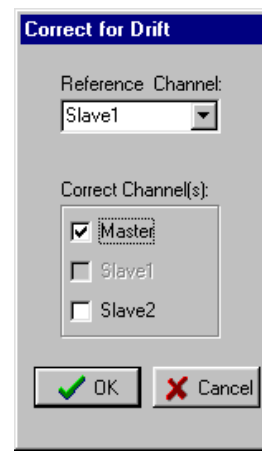 Correct for Drift
Reference Channel:
Slave1
Correct Channel(s):
Master
Slave1
Slave2
OK Cancel